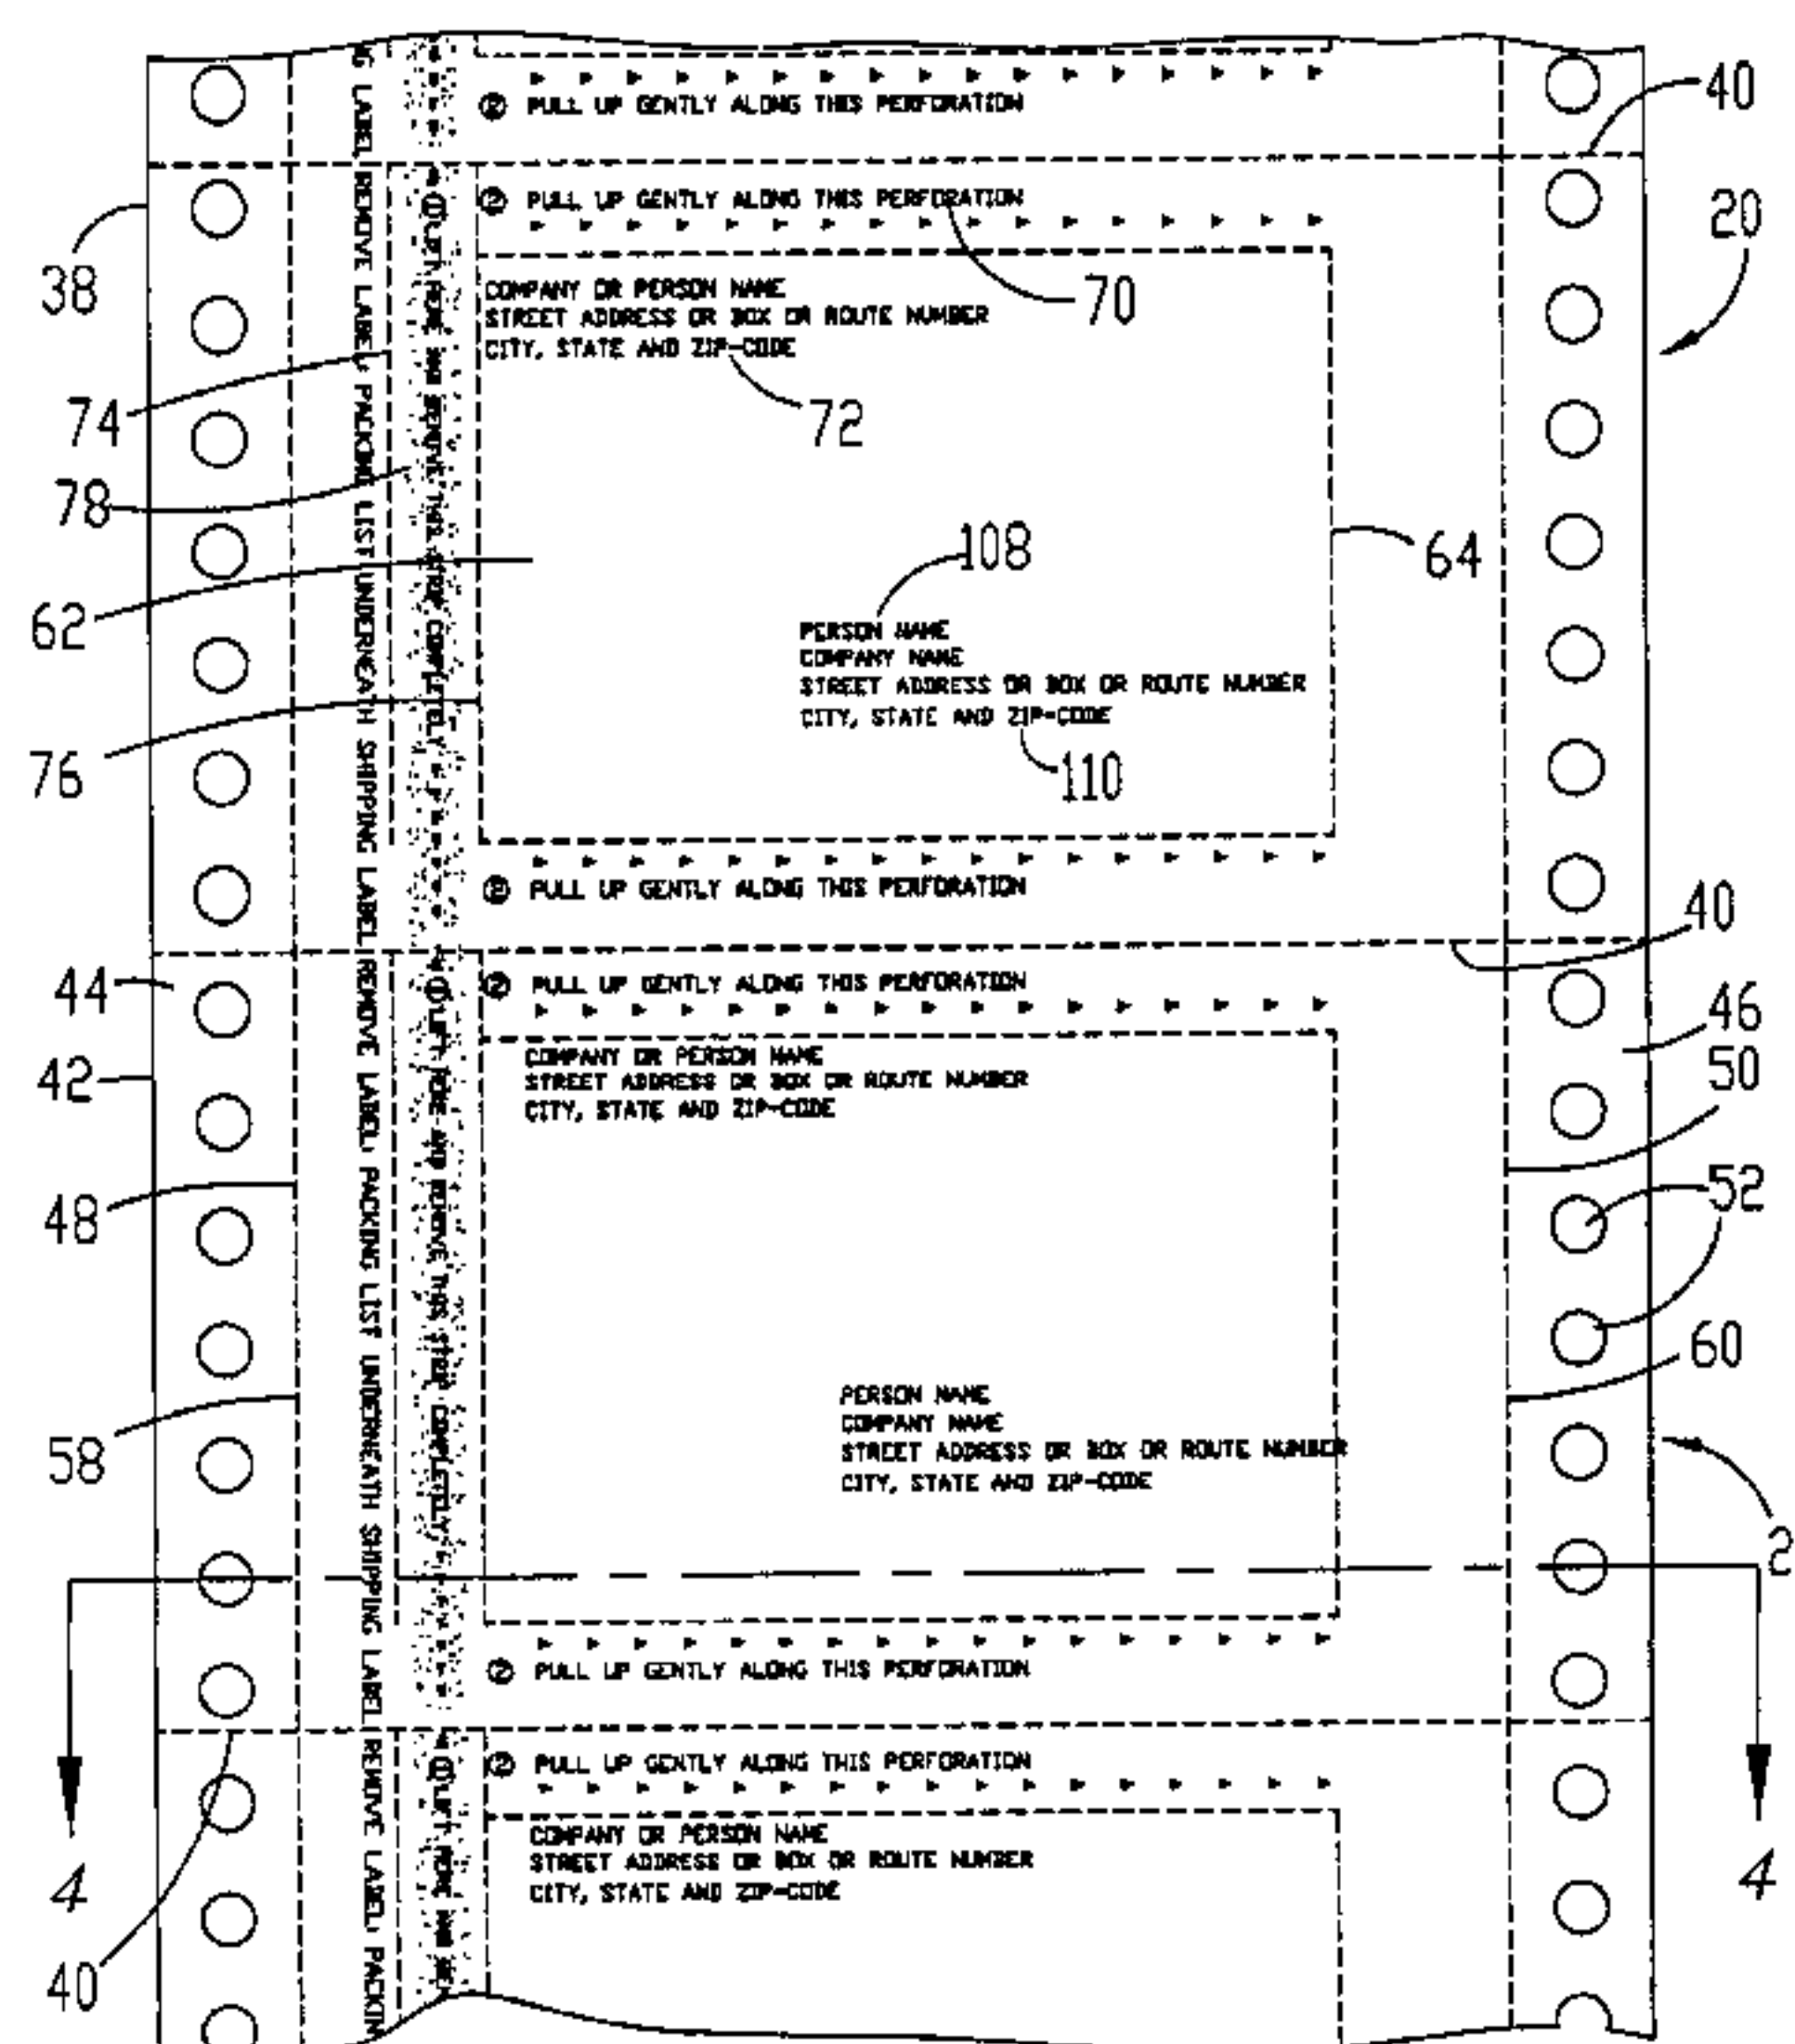 ② PULL UP GENTLY ALONG THIS PERFORATION
40
② PULL UP GENTLY ALONG THIS PERFORATION
20
38
COMPANY OR PERSON NAME
STREET ADDRESS OR BOX OR ROUTE NUMBER
CITY, STATE AND ZIP-CODE
70
74
72
78
108
64
62
PERSON NAME
COMPANY NAME
STREET ADDRESS OR BOX OR ROUTE NUMBER
CITY, STATE AND ZIP-CODE
76
110
② PULL UP GENTLY ALONG THIS PERFORATION
40
44
② PULL UP GENTLY ALONG THIS PERFORATION
46
42
COMPANY OR PERSON NAME
STREET ADDRESS OR BOX OR ROUTE NUMBER
CITY, STATE AND ZIP-CODE
50
48
52
60
PERSON NAME
COMPANY NAME
STREET ADDRESS OR BOX OR ROUTE NUMBER
CITY, STATE AND ZIP-CODE
58
2
② PULL UP GENTLY ALONG THIS PERFORATION
② PULL UP GENTLY ALONG THIS PERFORATION
COMPANY OR PERSON NAME
STREET ADDRESS OR BOX OR ROUTE NUMBER
CITY, STATE AND ZIP-CODE
4
4
40
G LABEL REMOVE LABEL; PACKING LIST UNDERNEATH SHIPPING LABEL REMOVE LABEL; PACKING LIST UNDERNEATH SHIPPING LABEL REMOVE LABEL; PACKIN
① LIFT HERE AND REMOVE THIS STRIP COMPLETELY
① LIFT HERE AND REMOVE THIS STRIP COMPLETELY
① LIFT HERE AND REM